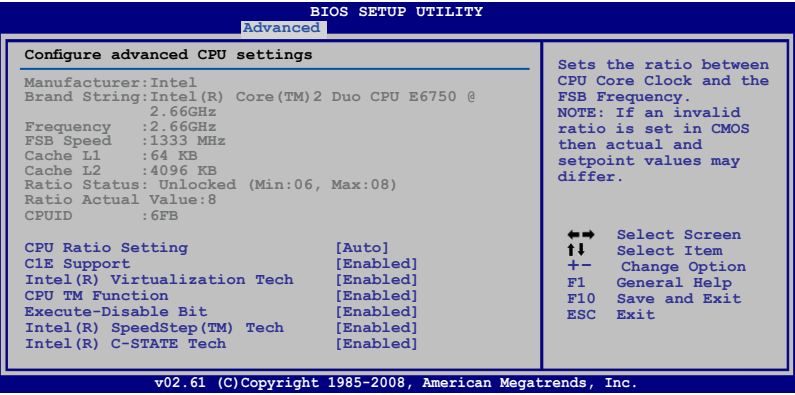 BIOS SETUP UTILITY
Advanced
Configure advanced CPU settings
Manufacturer:Intel
Brand String:Intel(R) Core(TM)2 Duo CPU E6750 @
2.66GHz
Frequency :2.66GHz
FSB Speed :1333 MHz
Cache L1 :64 KB
Cache L2 :4096 KB
Ratio Status: Unlocked (Min:06, Max:08)
Ratio Actual Value:8
CPUID :6FB
CPU Ratio Setting [Auto]
C1E Support [Enabled]
Intel(R) Virtualization Tech [Enabled]
CPU TM Function [Enabled]
Execute-Disable Bit [Enabled]
Intel(R) SpeedStep(TM) Tech [Enabled]
Intel(R) C-STATE Tech [Enabled]
Sets the ratio between
CPU Core Clock and the
FSB Frequency.
NOTE: If an invalid
ratio is set in CMOS
then actual and
setpoint values may
differ.
←→ Select Screen
↑↓ Select Item
+- Change Option
F1 General Help
F10 Save and Exit
ESC Exit
v02.61 (C)Copyright 1985-2008, American Megatrends, Inc.